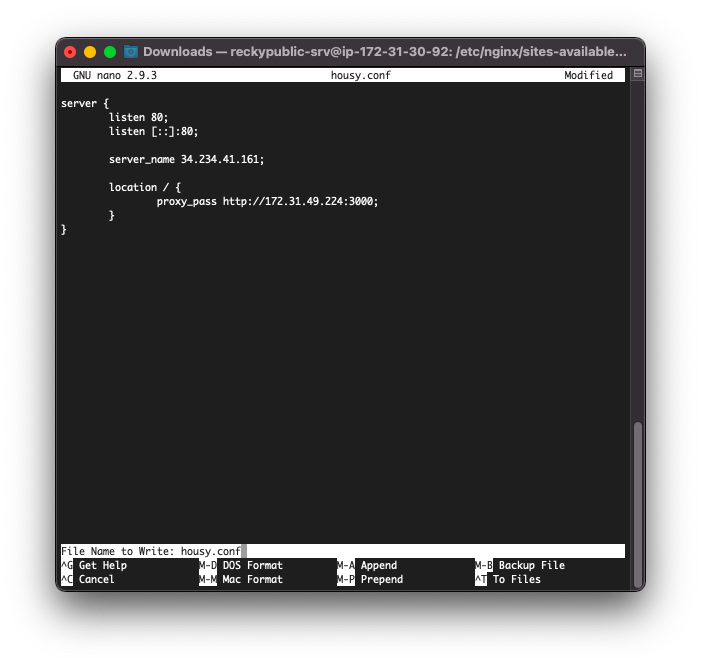 Downloads — reckypublic-srv@ip-172-31-30-92: /etc/nginx/sites-available...
GNU nano 2.9.3 housy.conf Modified
server {
listen 80;
listen [::]:80;
server_name 34.234.41.161;
location / {
proxy_pass http://172.31.49.224:3000;
}
}
File Name to Write: housy.conf
^G Get Help M-D DOS Format M-A Append M-B Backup File
^C Cancel M-M Mac Format M-P Prepend ^T To Files